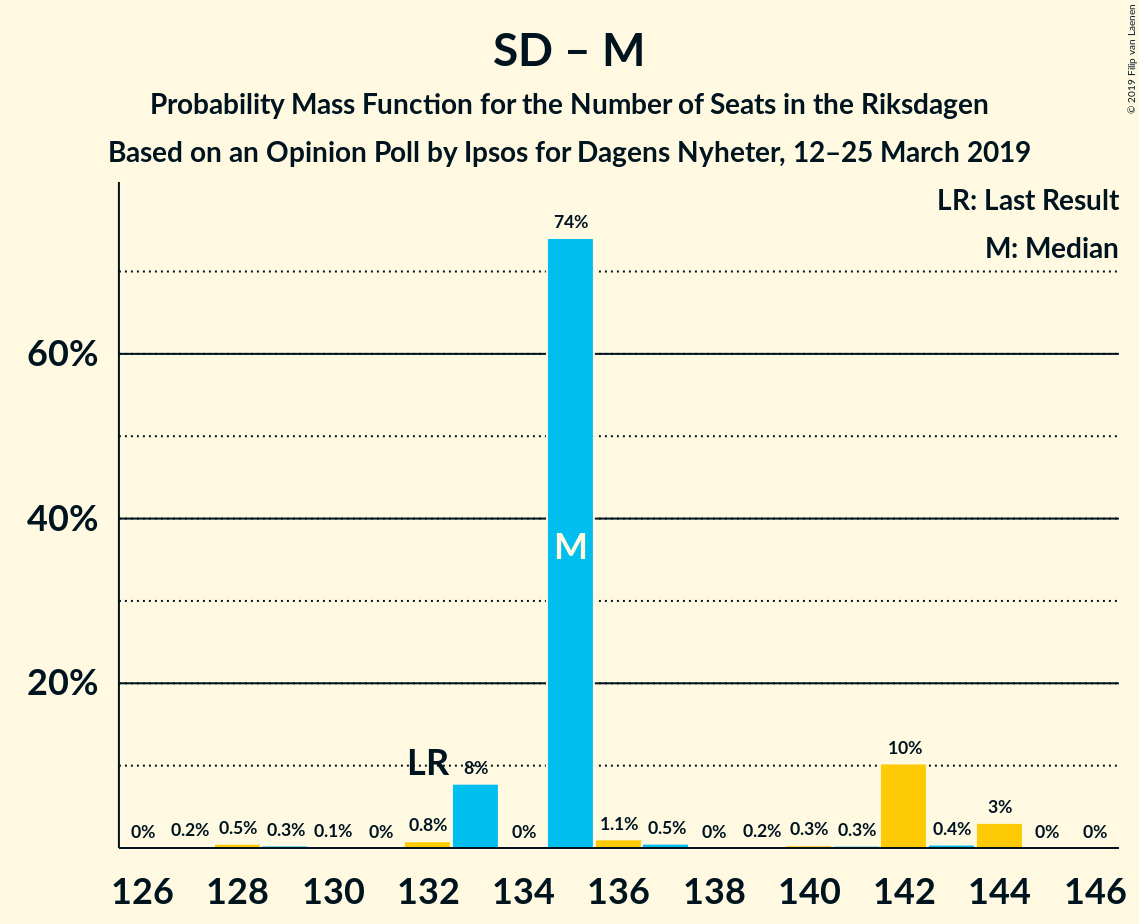 SD – M
Probability Mass Function for the Number of Seats in the Riksdagen
Based on an Opinion Poll by Ipsos for Dagens Nyheter, 12–25 March 2019
© 2019 Filip van Laenen
LR: Last Result
M: Median
74%
60%
40%
M
20%
LR
0% 0.2% 0.5% 0.3% 0.1% 0% 0.8% 8% 0% 1.1% 0.5% 0% 0.2% 0.3% 0.3% 10% 0.4% 3% 0% 0%
126 128 130 132 134 136 138 140 142 144 146